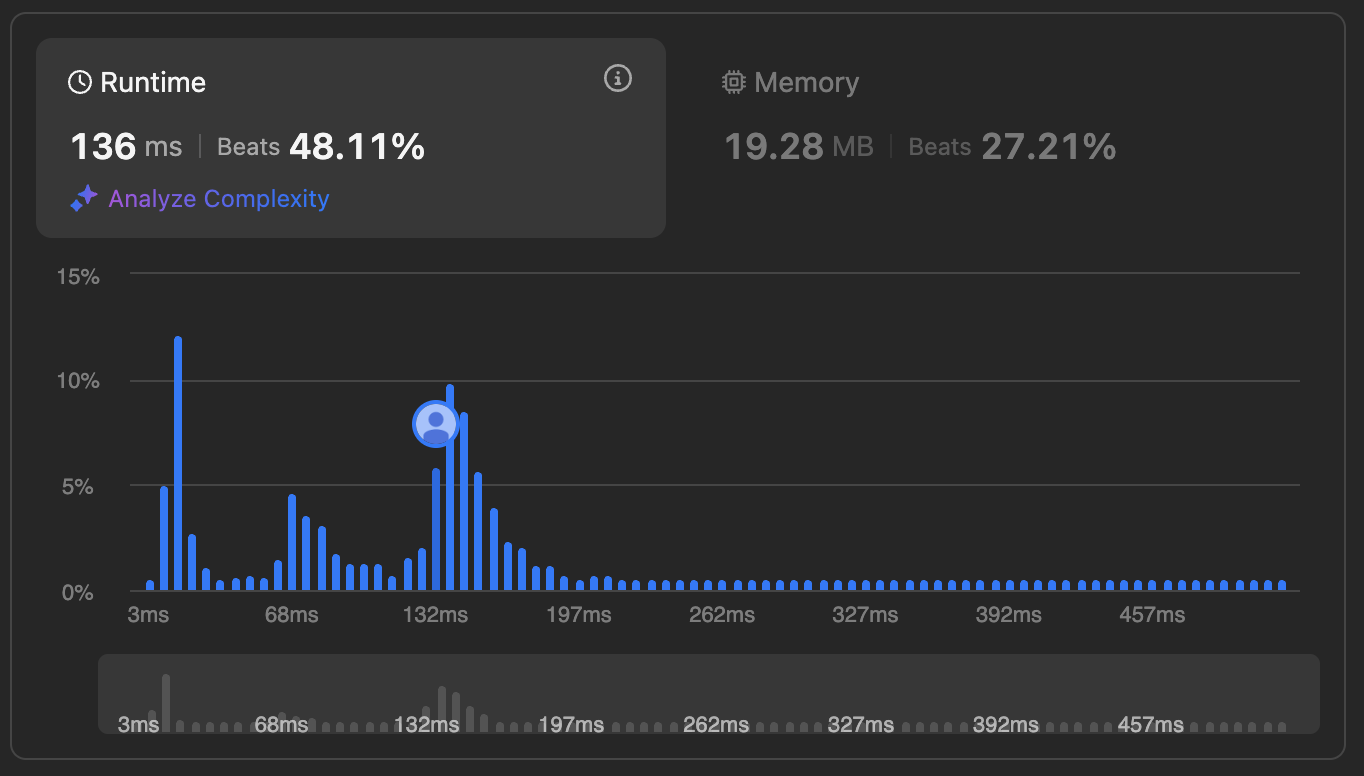 Runtime
136 ms | Beats 48.11%
Analyze Complexity
Memory
19.28 MB | Beats 27.21%
15%
10%
5%
0%
3ms 68ms 132ms 197ms 262ms 327ms 392ms 457ms
3ms 68ms 132ms 197ms 262ms 327ms 392ms 457ms